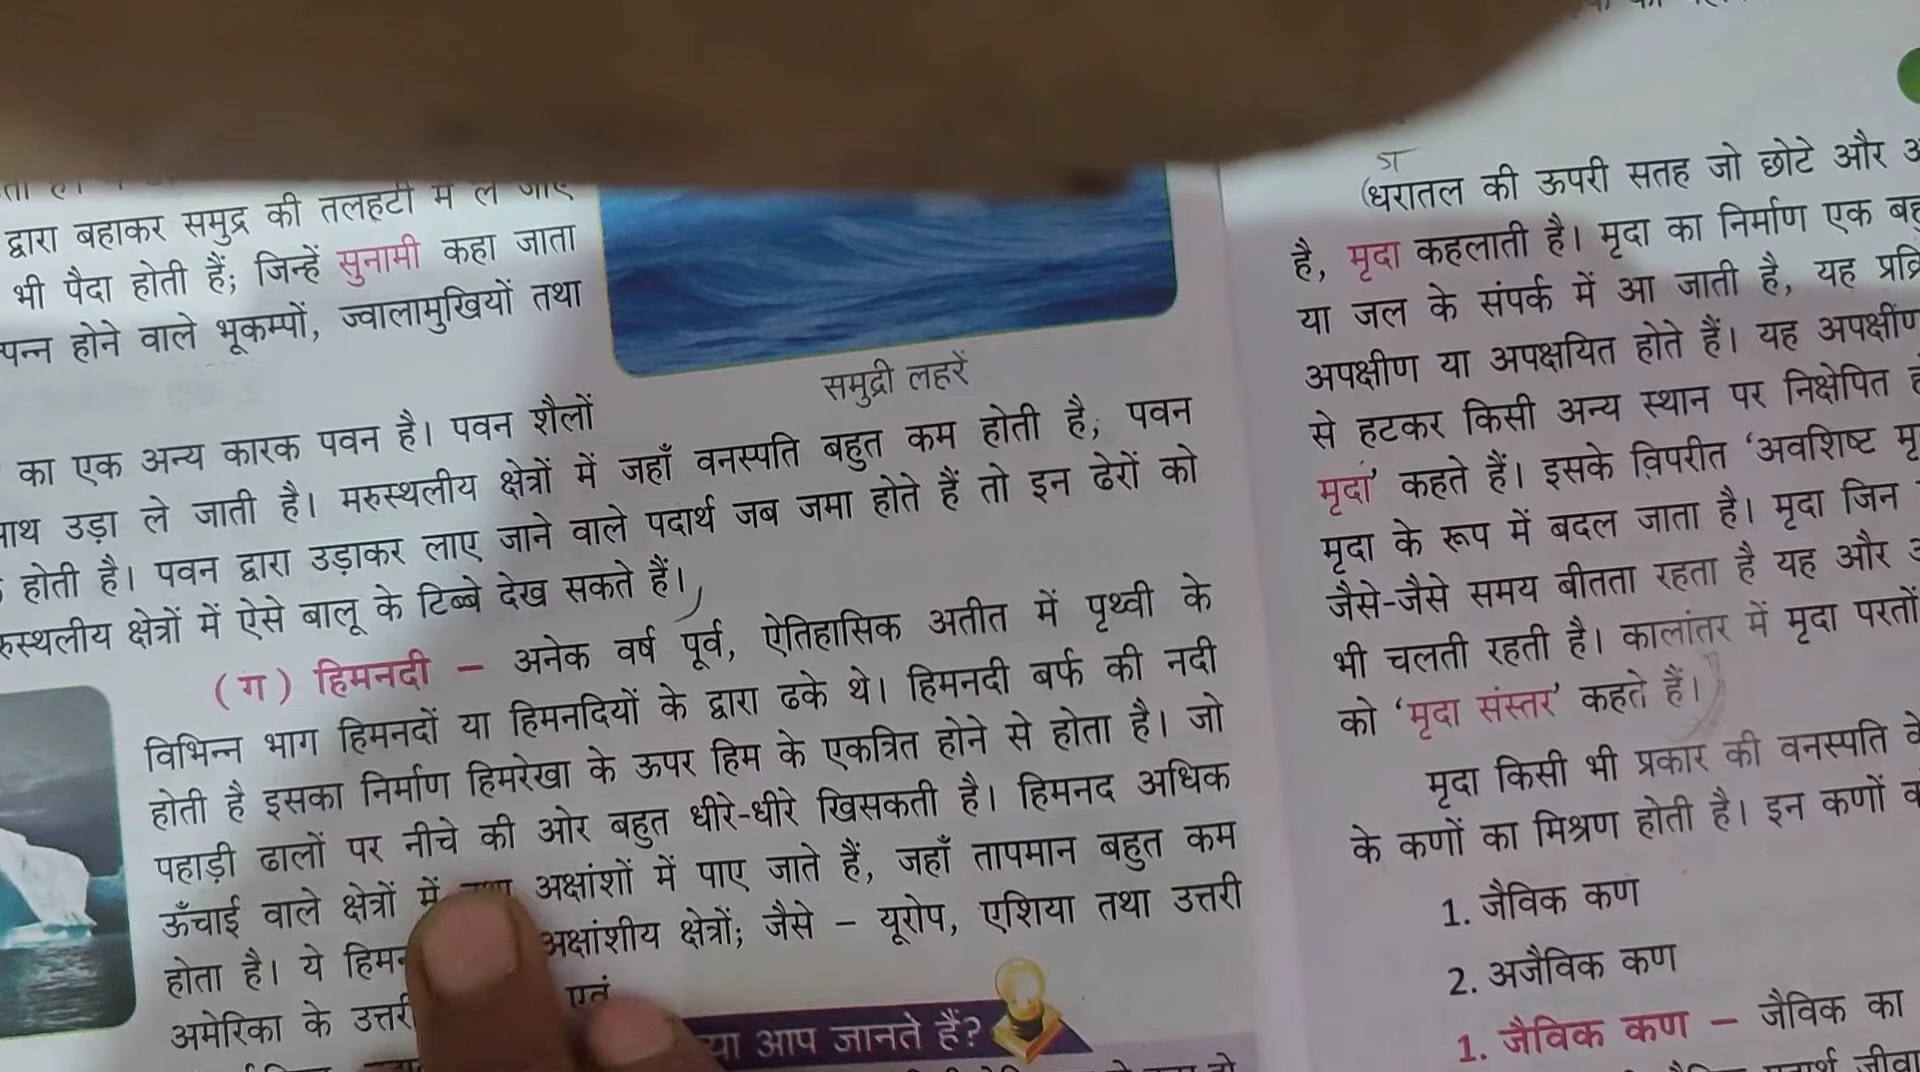 द्वारा बहाकर समुद्र की तलहटी में ले जाए
भी पैदा होती हैं; जिन्हें सुनामी कहा जाता
होने वाले भूकम्पों, ज्वालामुखियों तथा
समुद्री लहरें
का एक अन्य कारक पवन है। पवन शैलों
उड़ा ले जाती है। मरुस्थलीय क्षेत्रों में जहाँ वनस्पति बहुत कम होती है, पवन
होती है। पवन द्वारा उड़ाकर लाए जाने वाले पदार्थ जब जमा होते हैं तो इन ढेरों को
क्षेत्रों में ऐसे बालू के टिब्बे देख सकते हैं।
(ग) हिमनदी – अनेक वर्ष पूर्व, ऐतिहासिक अतीत में पृथ्वी के
विभिन्न भाग हिमनदों या हिमनदियों के द्वारा ढके थे। हिमनदी बर्फ की नदी
होती है इसका निर्माण हिमरेखा के ऊपर हिम के एकत्रित होने से होता है। जो
पहाड़ी ढालों पर नीचे की ओर बहुत धीरे-धीरे खिसकती है। हिमनद अधिक
ऊँचाई वाले क्षेत्रों में अक्षांशों में पाए जाते हैं, जहाँ तापमान बहुत कम
होता है। ये अक्षांशीय क्षेत्रों; जैसे – यूरोप, एशिया तथा उत्तरी
अमेरिका के उत्तरी एवं
आप जानते हैं?
(धरातल की ऊपरी सतह जो छोटे और
है, मृदा कहलाती है। मृदा का निर्माण एक
या जल के संपर्क में आ जाती है, यह
अपक्षीण या अपक्षयित होते हैं। यह अपक्षीण
से हटकर किसी अन्य स्थान पर निक्षेपित
मृदा' कहते हैं। इसके विपरीत 'अवशिष्ट
मृदा के रूप में बदल जाता है। मृदा जिन
जैसे-जैसे समय बीतता रहता है यह और
भी चलती रहती है। कालांतर में मृदा परतों
को 'मृदा संस्तर' कहते हैं।
मृदा किसी भी प्रकार की वनस्पति के
के कणों का मिश्रण होती है। इन कणों
1. जैविक कण
2. अजैविक कण
1. जैविक कण – जैविक का